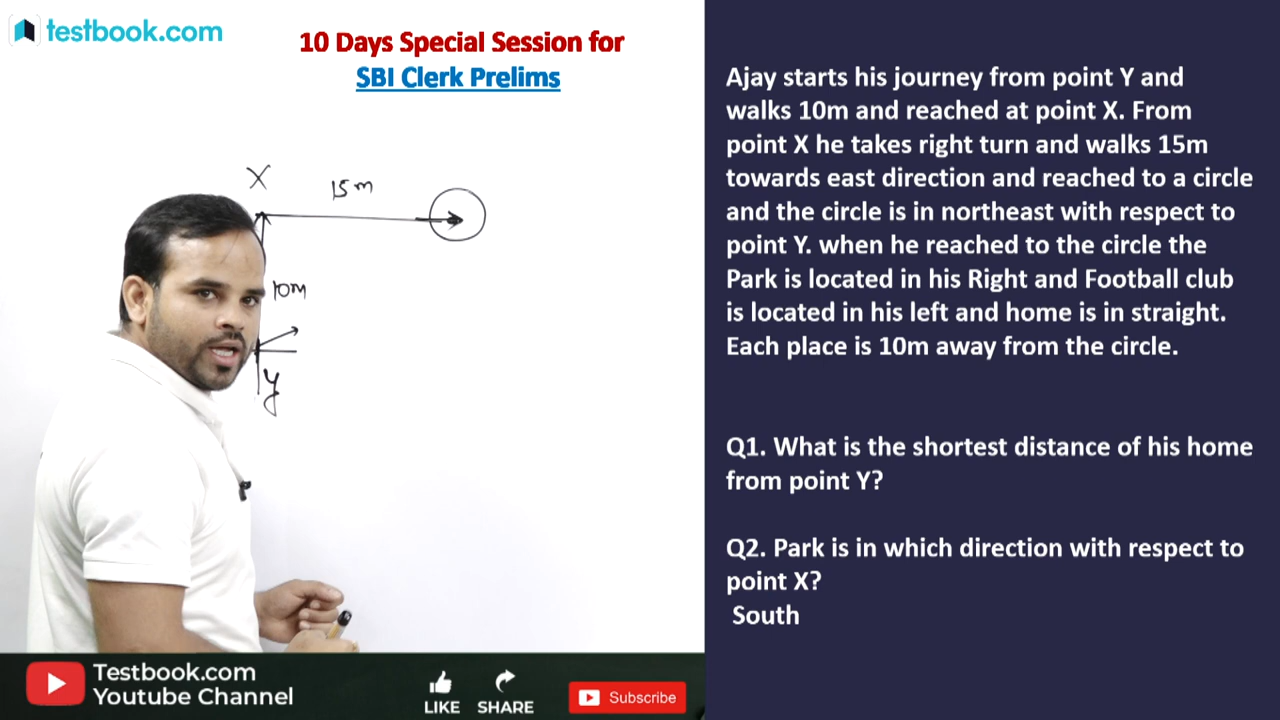 testbook.com
10 Days Special Session for
SBI Clerk Prelims
X
15m
10m
y
Ajay starts his journey from point Y and
walks 10m and reached at point X. From
point X he takes right turn and walks 15m
towards east direction and reached to a circle
and the circle is in northeast with respect to
point Y. when he reached to the circle the
Park is located in his Right and Football club
is located in his left and home is in straight.
Each place is 10m away from the circle.
Q1. What is the shortest distance of his home
from point Y?
Q2. Park is in which direction with respect to
point X?
South
Testbook.com
Youtube Channel
LIKE
SHARE
Subscribe